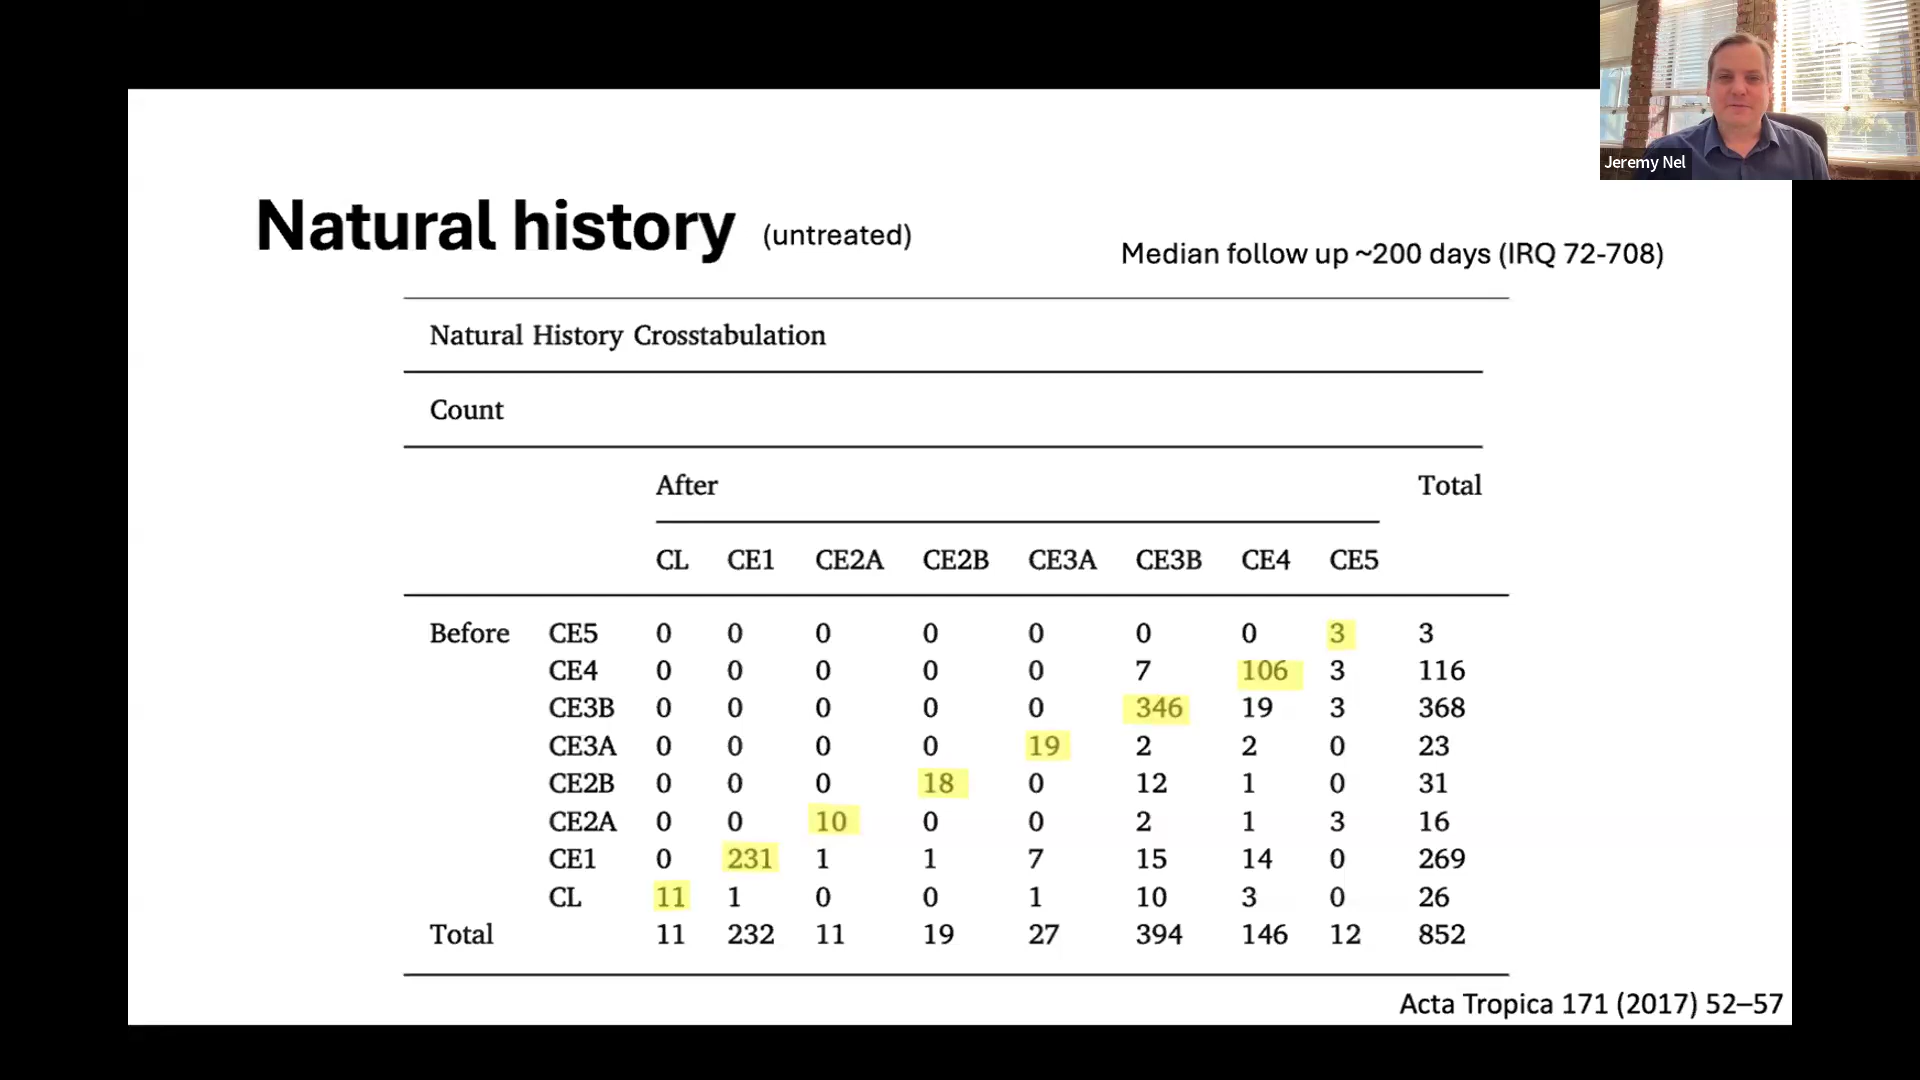 Jeremy Nel
Natural history (untreated)
Median follow up ~200 days (IRQ 72-708)
Natural History Crosstabulation
Count
After Total
CL CE1 CE2A CE2B CE3A CE3B CE4 CE5
Before CE5 0 0 0 0 0 0 0 3 3
CE4 0 0 0 0 0 7 106 3 116
CE3B 0 0 0 0 0 346 19 3 368
CE3A 0 0 0 0 19 2 2 0 23
CE2B 0 0 0 18 0 12 1 0 31
CE2A 0 0 10 0 0 2 1 3 16
CE1 0 231 1 1 7 15 14 0 269
CL 11 1 0 0 1 10 3 0 26
Total 11 232 11 19 27 394 146 12 852
Acta Tropica 171 (2017) 52–57